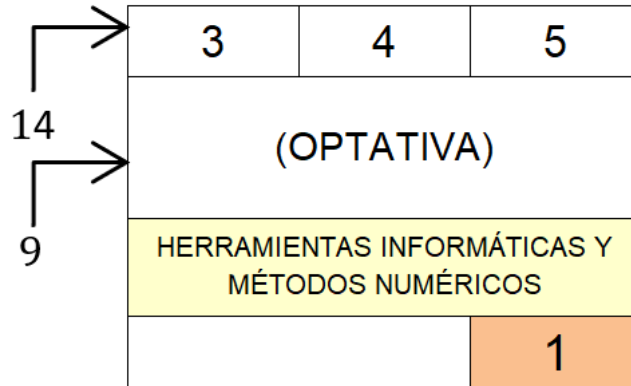 3 4 5
14
(OPTATIVA)
9
HERRAMIENTAS INFORMÁTICAS Y
MÉTODOS NUMÉRICOS
1